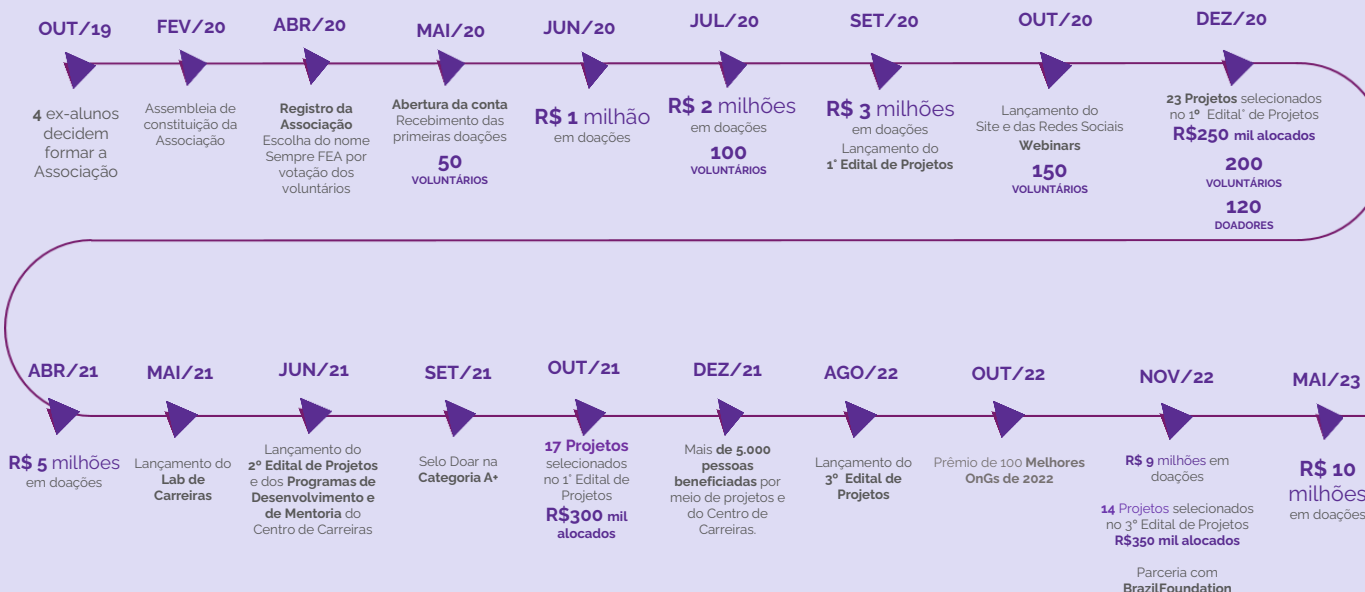 OUT/19
4 ex-alunos
decidem
formar a
Associação
FEV/20
Assembleia de
constituição da
Associação
ABR/20
Registro da
Associação
Escolha do nome
Sempre FEA por
votação dos
voluntários
MAI/20
Abertura da conta
Recebimento das
primeiras doações
50
VOLUNTÁRIOS
JUN/20
R$ 1 milhão
em doações
JUL/20
R$ 2 milhões
em doações
100
VOLUNTÁRIOS
SET/20
R$ 3 milhões
em doações
Lançamento do
1° Edital de Projetos
OUT/20
Lançamento do
Site e das Redes Sociais
Webinars
150
VOLUNTÁRIOS
DEZ/20
23 Projetos selecionados
no 1º Edital° de Projetos
R$250 mil alocados
200
VOLUNTÁRIOS
120
DOADORES
ABR/21
R$ 5 milhões
em doações
MAI/21
Lançamento do
Lab de
Carreiras
JUN/21
Lançamento do
2º Edital de Projetos
e dos Programas de
Desenvolvimento e
de Mentoria do
Centro de Carreiras
SET/21
Selo Doar na
Categoria A+
OUT/21
17 Projetos
selecionados
no 1° Edital de
Projetos
R$300 mil
alocados
DEZ/21
Mais de 5.000
pessoas
beneficiadas por
meio de projetos e
do Centro de
Carreiras.
AGO/22
Lançamento do
3º Edital de
Projetos
OUT/22
Prêmio de 100 Melhores
OnGs de 2022
NOV/22
R$ 9 milhões em
doações
14 Projetos selecionados
no 3º Edital de Projetos
R$350 mil alocados
Parceria com
BrazilFoundation
MAI/23
R$ 10
milhões
em doações